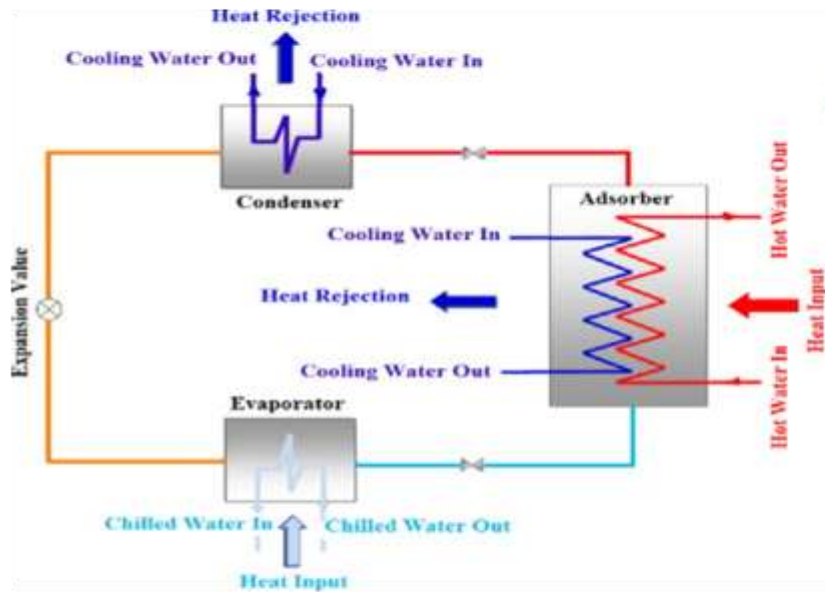 Heat Rejection
Cooling Water Out
Cooling Water In
Condenser
Adsorber
Hot Water Out
Cooling Water In
Expansion Value
Heat Rejection
Heat Input
Cooling Water Out
Hot Water In
Evaporator
Chilled Water In
Chilled Water Out
Heat Input